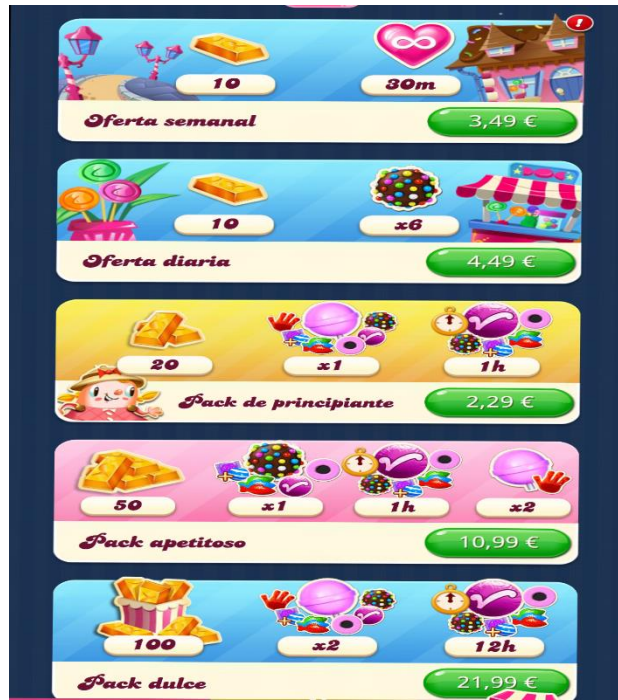 10
30m
Oferta semanal
3,49 €
10
x6
Oferta diaria
4,49 €
20
x1
1h
Pack de principiante
2,29 €
50
x1
1h
x2
Pack apetitoso
10,99 €
100
x2
12h
Pack dulce
21,99 €